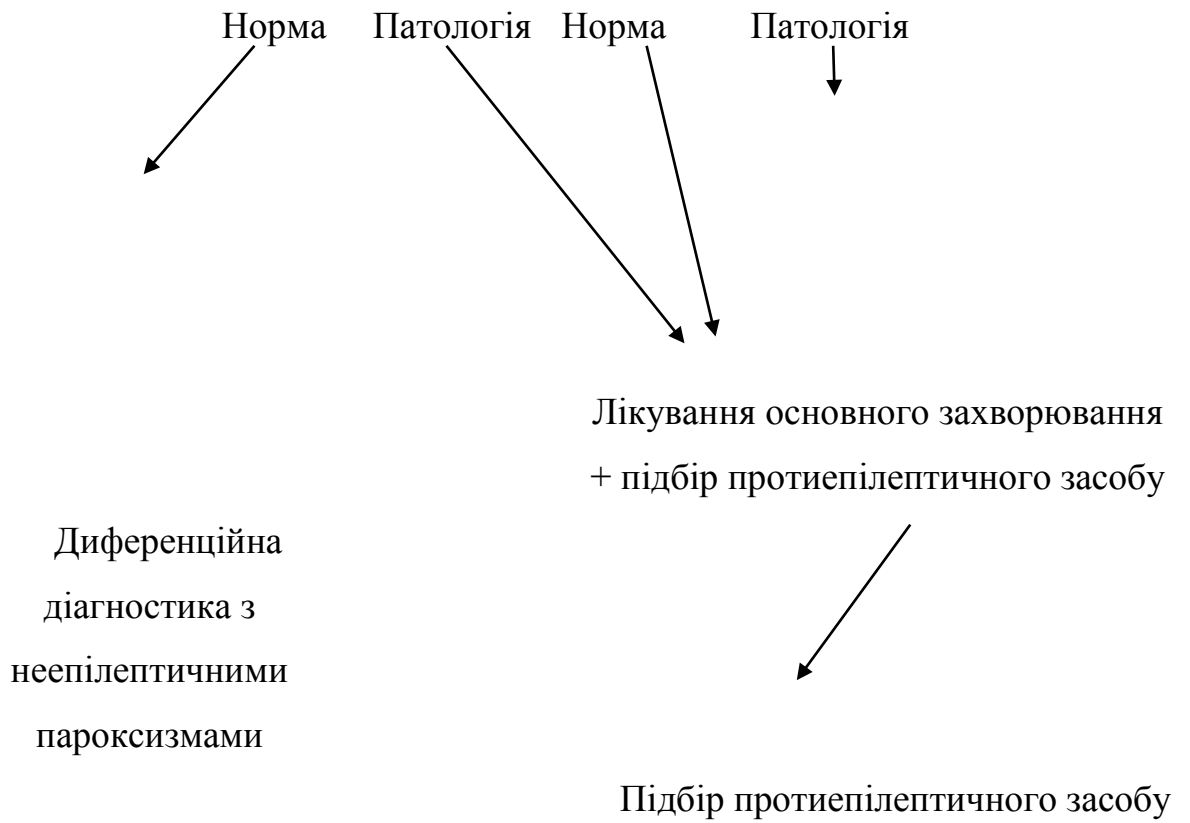 Норма Патологія Норма Патологія
Лікування основного захворювання
+ підбір протиепілептичного засобу
Диференційна
діагностика з
неепілептичними
пароксизмами
Підбір протиепілептичного засобу